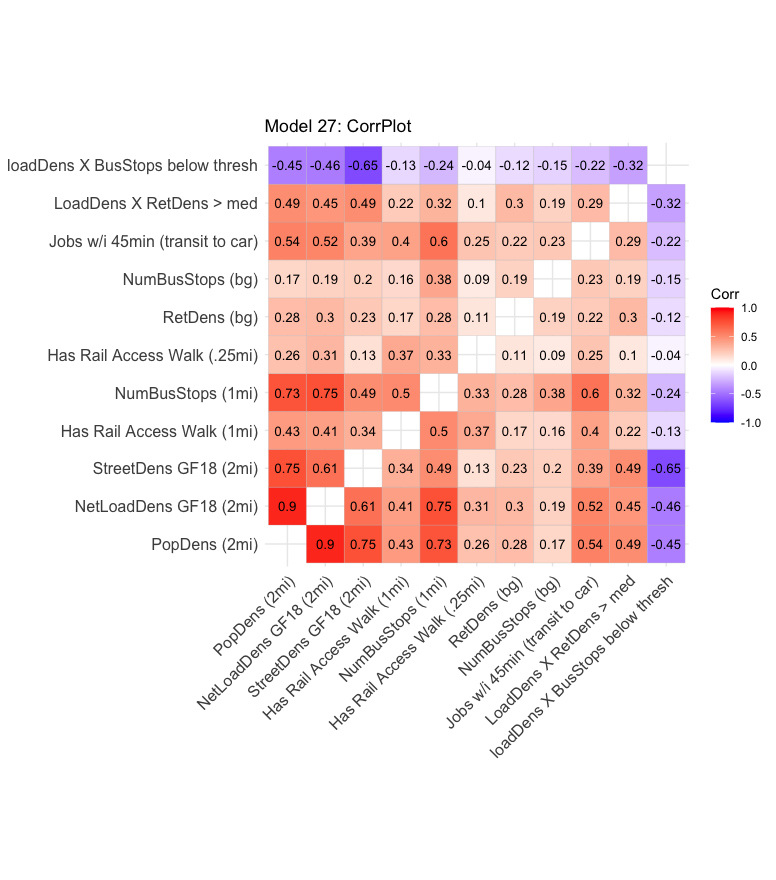 Model 27: CorrPlot
loadDens X BusStops below thresh -0.45 -0.46 -0.65 -0.13 -0.24 -0.04 -0.12 -0.15 -0.22 -0.32
LoadDens X RetDens > med 0.49 0.45 0.49 0.22 0.32 0.1 0.3 0.19 0.29 -0.32
Jobs w/i 45min (transit to car) 0.54 0.52 0.39 0.4 0.6 0.25 0.22 0.23 0.29 -0.22
NumBusStops (bg) 0.17 0.19 0.2 0.16 0.38 0.09 0.19 0.23 0.19 -0.15
RetDens (bg) 0.28 0.3 0.23 0.17 0.28 0.11 0.19 0.22 0.3 -0.12
Has Rail Access Walk (.25mi) 0.26 0.31 0.13 0.37 0.33 0.11 0.09 0.25 0.1 -0.04
NumBusStops (1mi) 0.73 0.75 0.49 0.5 0.33 0.28 0.38 0.6 0.32 -0.24
Has Rail Access Walk (1mi) 0.43 0.41 0.34 0.5 0.37 0.17 0.16 0.4 0.22 -0.13
StreetDens GF18 (2mi) 0.75 0.61 0.34 0.49 0.13 0.23 0.2 0.39 0.49 -0.65
NetLoadDens GF18 (2mi) 0.9 0.61 0.41 0.75 0.31 0.3 0.19 0.52 0.45 -0.46
PopDens (2mi) 0.9 0.75 0.43 0.73 0.26 0.28 0.17 0.54 0.49 -0.45
PopDens (2mi)
NetLoadDens GF18 (2mi)
StreetDens GF18 (2mi)
Has Rail Access Walk (1mi)
NumBusStops (1mi)
Has Rail Access Walk (.25mi)
RetDens (bg)
NumBusStops (bg)
Jobs w/i 45min (transit to car)
LoadDens X RetDens > med
loadDens X BusStops below thresh
Corr
1.0
0.5
0.0
-0.5
-1.0